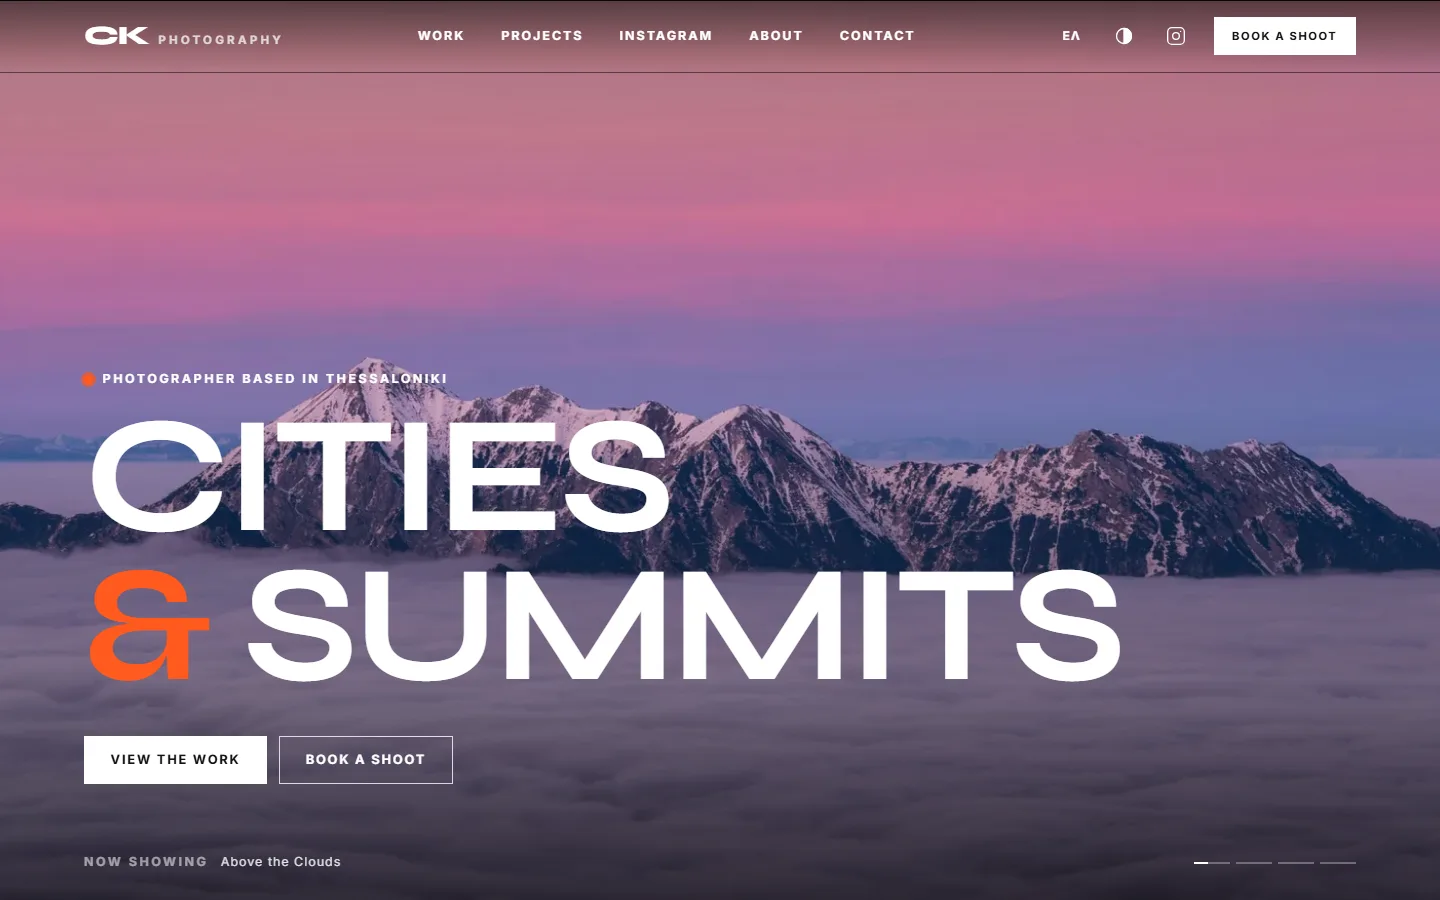 CK PHOTOGRAPHY
WORK PROJECTS INSTAGRAM ABOUT CONTACT
ΕΛ
BOOK A SHOOT
PHOTOGRAPHER BASED IN THESSALONIKI
CITIES
& SUMMITS
VIEW THE WORK
BOOK A SHOOT
NOW SHOWING Above the Clouds